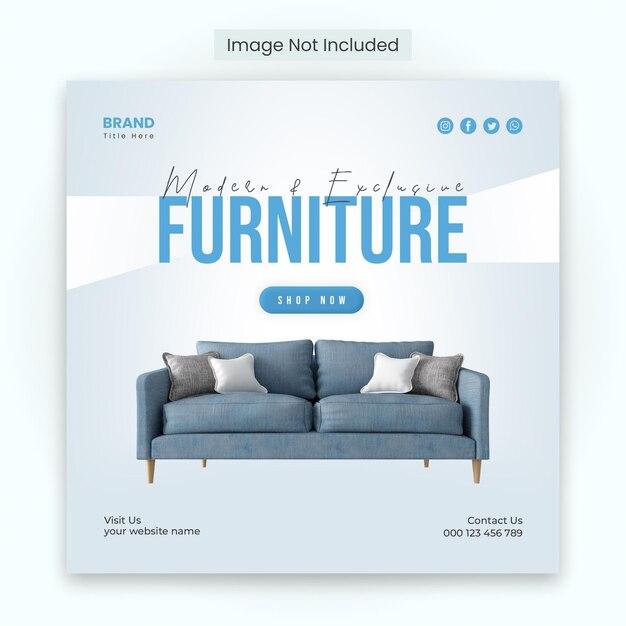 Image Not Included
BRAND
Title Here
Modern & Exclusive
FURNITURE
SHOP NOW
Visit Us
your website name
Contact Us
000 123 456 789